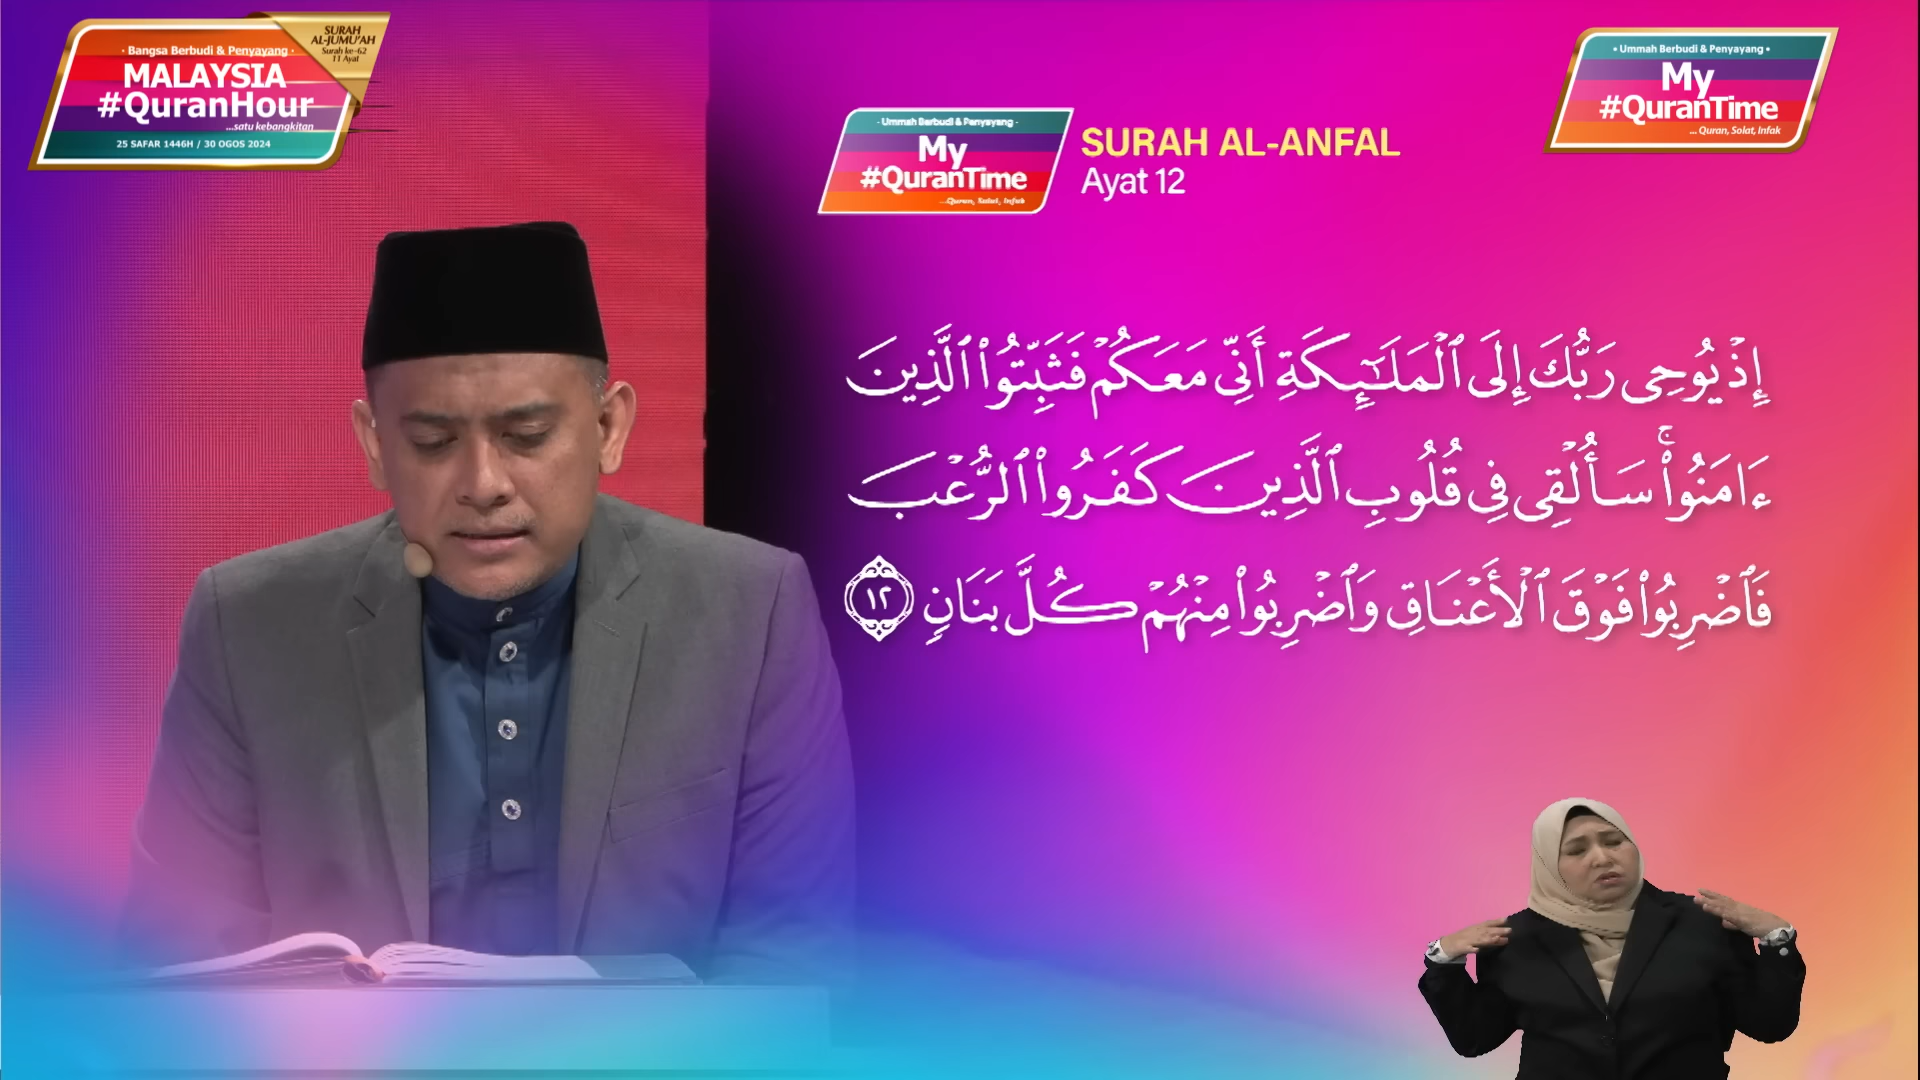 · Bangsa Berbudi & Penyayang ·
MALAYSIA
#QuranHour
...satu kebangkitan
25 SAFAR 1446H / 30 OGOS 2024
SURAH
AL-JUMU'AH
Surah ke-62
11 Ayat
• Ummah Berbudi & Penyayang •
My
#QuranTime
... Quran, Solat, Infak
- Ummah Berbudi & Penyayang -
My
#QuranTime
...Quran, Solat, Infak
SURAH AL-ANFAL
Ayat 12
إِذْ يُوحِى رَبُّكَ إِلَى ٱلْمَلَـٰٓئِكَةِ أَنِّى مَعَكُمْ فَثَبِّتُوا۟ ٱلَّذِينَ
ءَامَنُوا۟ ۚ سَأُلْقِى فِى قُلُوبِ ٱلَّذِينَ كَفَرُوا۟ ٱلرُّعْبَ
فَٱضْرِبُوا۟ فَوْقَ ٱلْأَعْنَاقِ وَٱضْرِبُوا۟ مِنْهُمْ كُلَّ بَنَانٍ ١٢